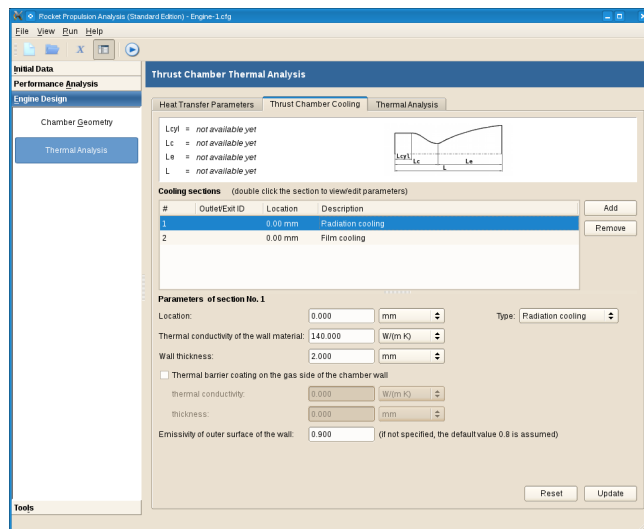 Rocket Propulsion Analysis (Standard Edition) - Engine-1.cfg
File View Run Help
Initial Data
Performance Analysis
Engine Design
Chamber Geometry
Thermal Analysis
Tools
Thrust Chamber Thermal Analysis
Heat Transfer Parameters Thrust Chamber Cooling Thermal Analysis
Lcyl = not available yet
Lc = not available yet
Le = not available yet
L = not available yet
Lcyl Lc Le
L
Cooling sections (double click the section to view/edit parameters)
# Outlet/Exit ID Location Description
1 0.00 mm Radiation cooling
2 0.00 mm Film cooling
Add
Remove
Parameters of section No. 1
Location: 0.000 mm Type: Radiation cooling
Thermal conductivity of the wall material: 140.000 W/(m K)
Wall thickness: 2.000 mm
Thermal barrier coating on the gas side of the chamber wall
thermal conductivity: 0.000 W/(m K)
thickness: 0.000 mm
Emissivity of outer surface of the wall: 0.900 (if not specified, the default value 0.8 is assumed)
Reset Update